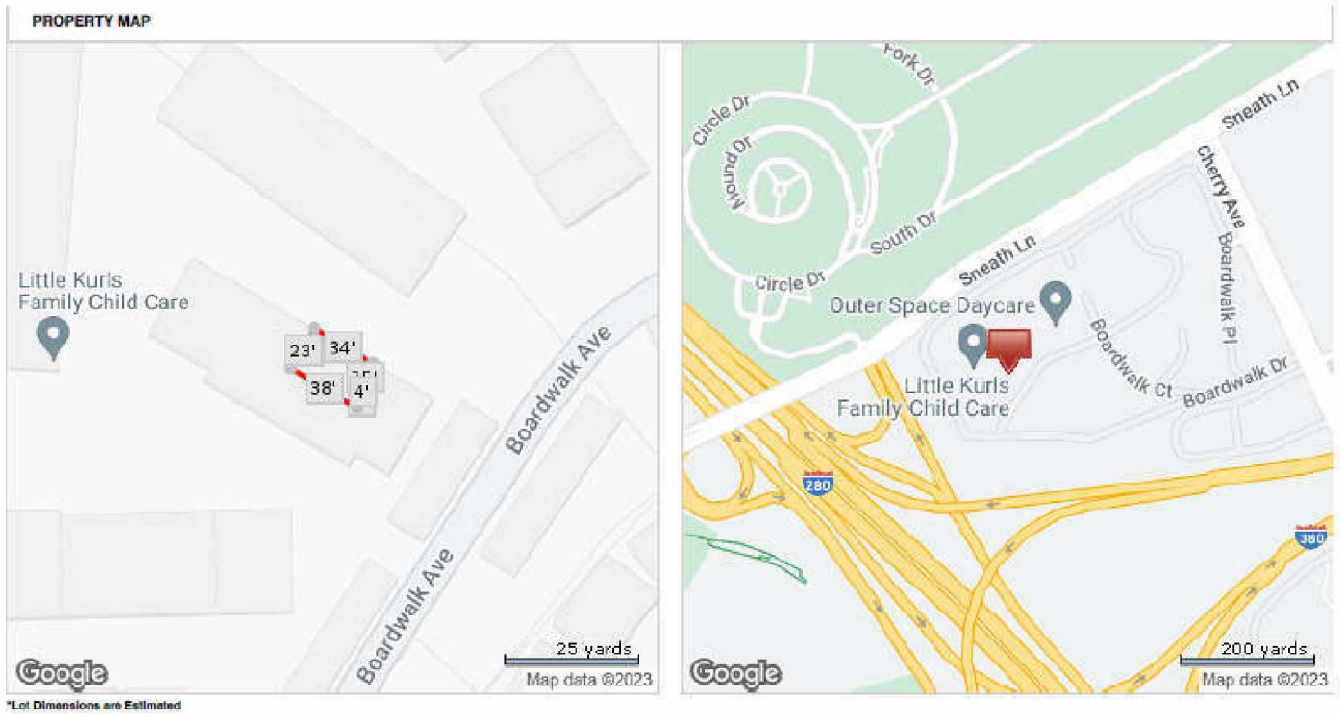 PROPERTY MAP
Little Kurls
Family Child Care
23'
34'
38'
4'
Boardwalk Ave
Boardwalk Ave
25 yards
Google
Map data ©2023
Fork Dr
Circle Dr
Mound Dr
Sneath Ln
Cherry Ave
South Dr
Sneath Ln
Circle Dr
Boardwalk Pl
Outer Space Daycare
Boardwalk Ct
Boardwalk Dr
Little Kurls
Family Child Care
280
380
200 yards
Google
Map data ©2023
*Lot Dimensions are Estimated